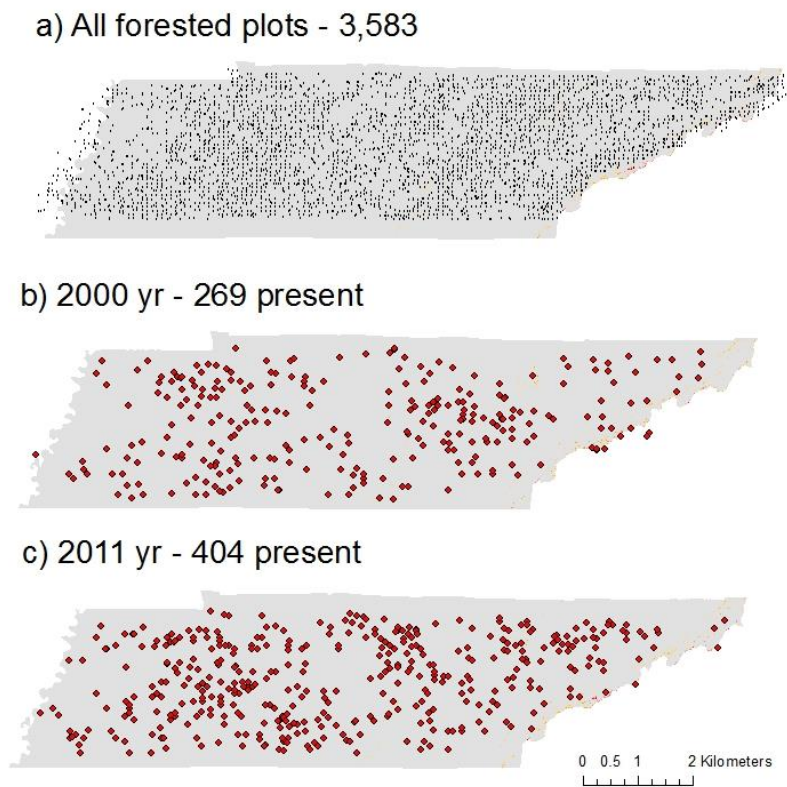 a) All forested plots - 3,583
b) 2000 yr - 269 present
c) 2011 yr - 404 present
0 0.5 1 2 Kilometers